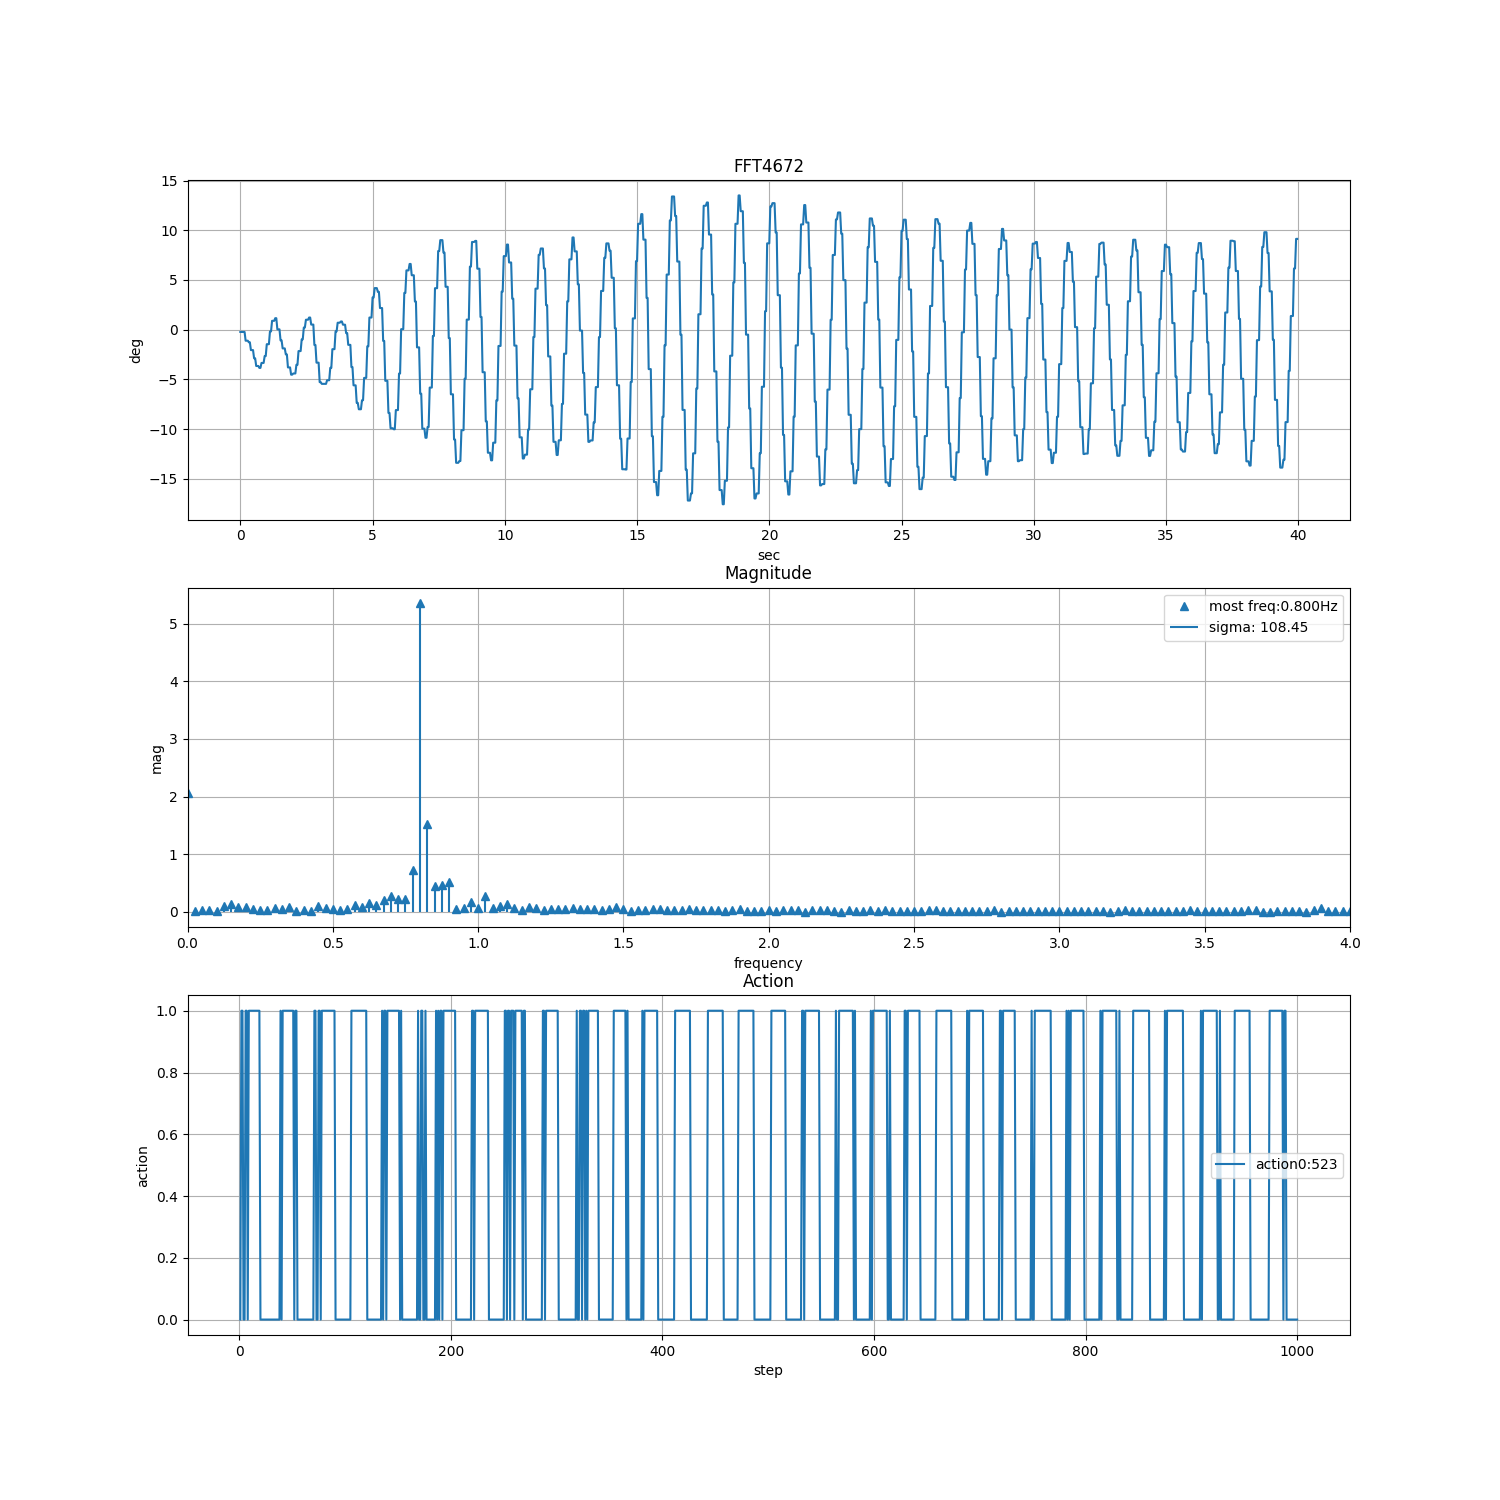 FFT4672
15
10
5
0
−5
−10
−15
deg
0 5 10 15 20 25 30 35 40
sec
Magnitude
5
4
3
2
1
0
mag
most freq:0.800Hz
sigma: 108.45
0.0 0.5 1.0 1.5 2.0 2.5 3.0 3.5 4.0
frequency
Action
1.0
0.8
0.6
0.4
0.2
0.0
action
action0:523
0 200 400 600 800 1000
step